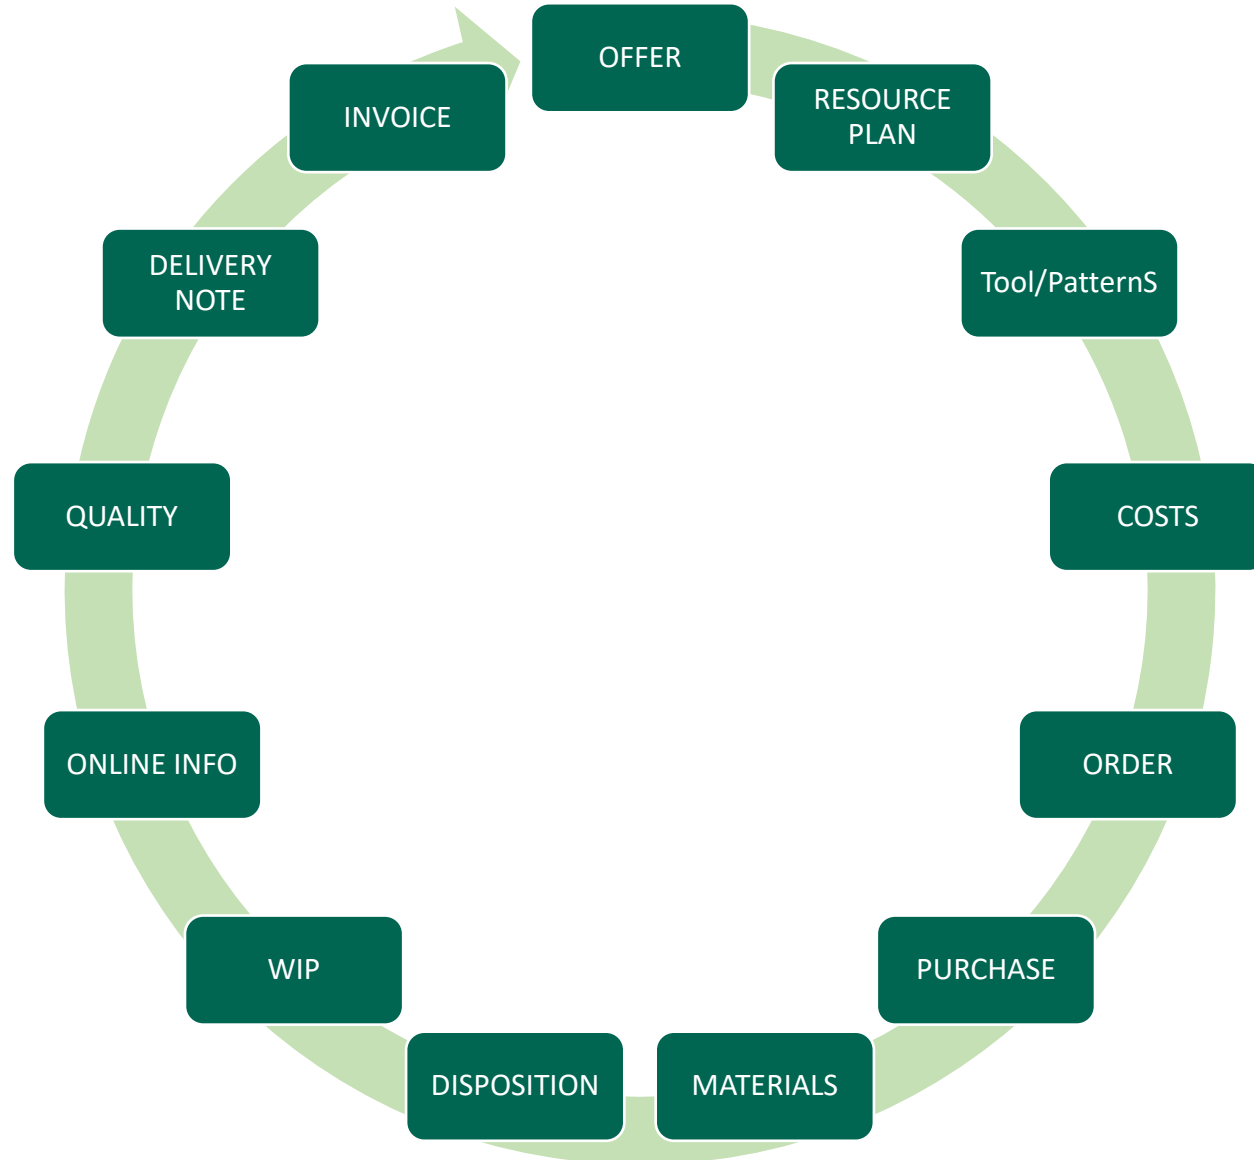 OFFER
RESOURCE
PLAN
Tool/PatternS
COSTS
ORDER
PURCHASE
MATERIALS
DISPOSITION
WIP
ONLINE INFO
QUALITY
DELIVERY
NOTE
INVOICE